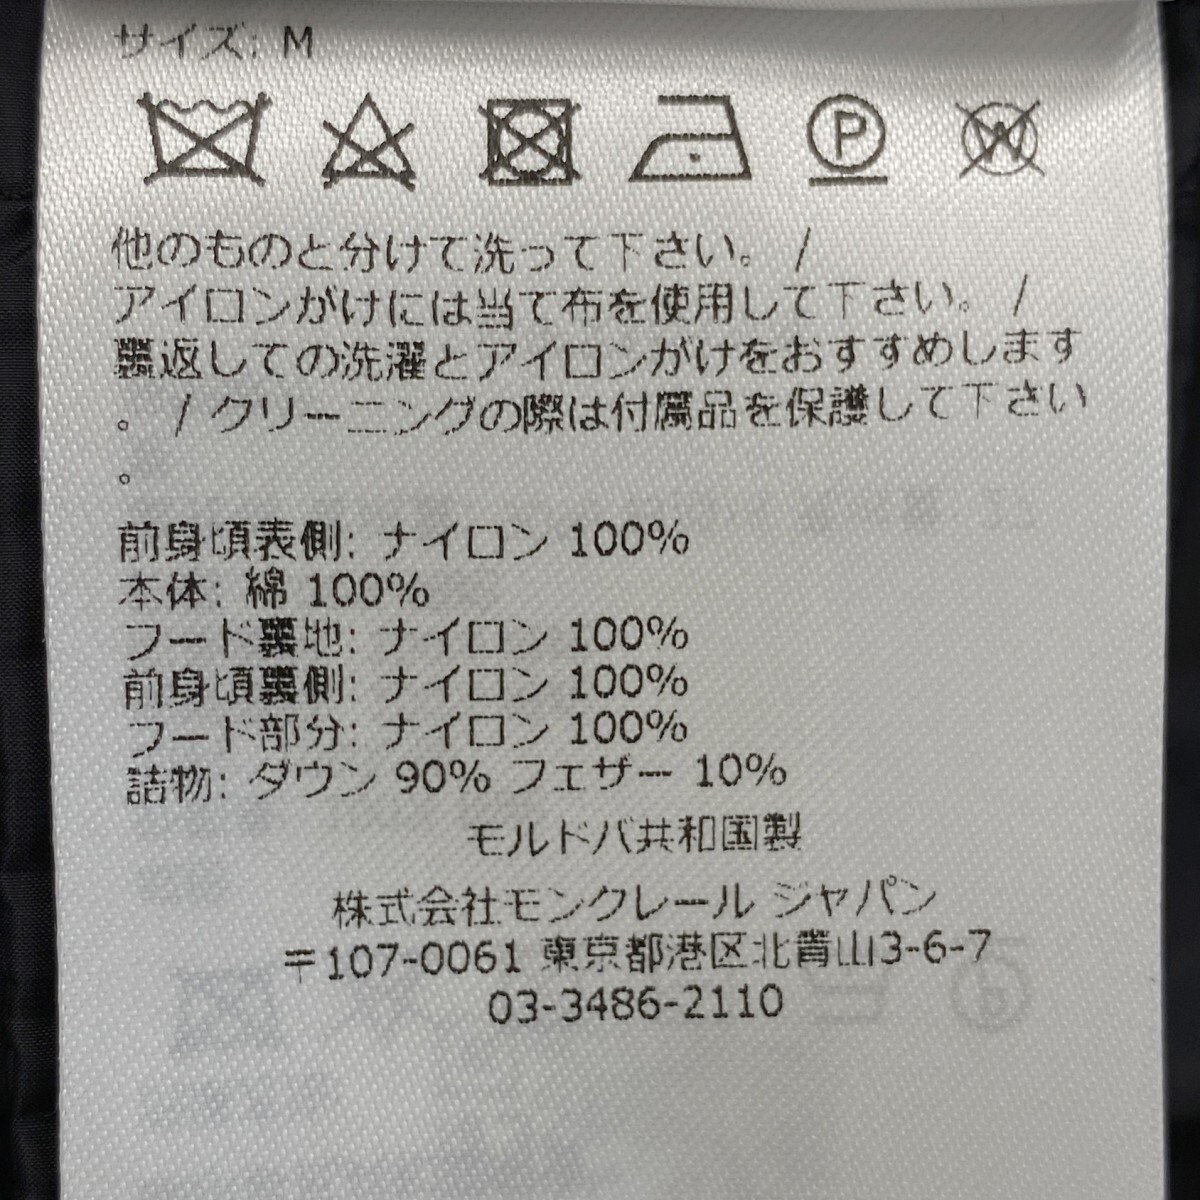 サイズ: M
P W
他のものと分けて洗って下さい。 /
アイロンがけには当て布を使用して下さい。 /
裏返しての洗濯とアイロンがけをおすすめします
。 / クリーニングの際は付属品を保護して下さい
。
前身頃表側: ナイロン 100%
本体: 綿 100%
フード裏地: ナイロン 100%
前身頃裏側: ナイロン 100%
フード部分: ナイロン 100%
詰物: ダウン 90% フェザー 10%
モルドバ共和国製
株式会社モンクレール ジャパン
〒107-0061 東京都港区北青山3-6-7
03-3486-2110